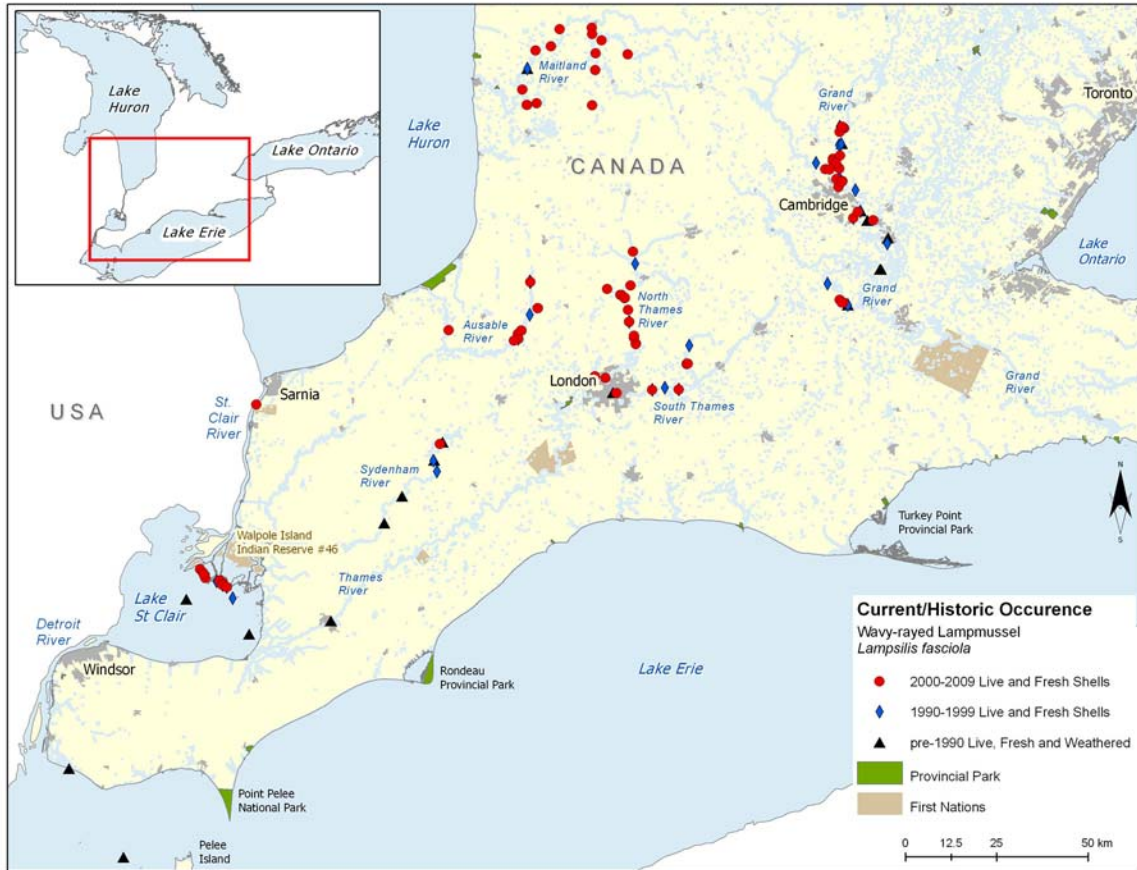 Lake
Huron
Lake Ontario
Lake Erie
Lake
Huron
Maitland
River
CANADA
Grand
River
Toronto
Cambridge
Lake
Ontario
Grand
River
Ausable
River
North
Thames
River
London
South Thames
River
Grand
River
USA
St.
Clair
River
Sarnia
Sydenham
River
Walpole Island
Indian Reserve #46
Thames
River
Lake
St Clair
Detroit
River
Windsor
Turkey Point
Provincial Park
Rondeau
Provincial Park
Lake Erie
Point Pelee
National Park
Pelee
Island
N
S
Current/Historic Occurence
Wavy-rayed Lampmussel
Lampsilis fasciola
2000-2009 Live and Fresh Shells
1990-1999 Live and Fresh Shells
pre-1990 Live, Fresh and Weathered
Provincial Park
First Nations
0 12.5 25 50 km